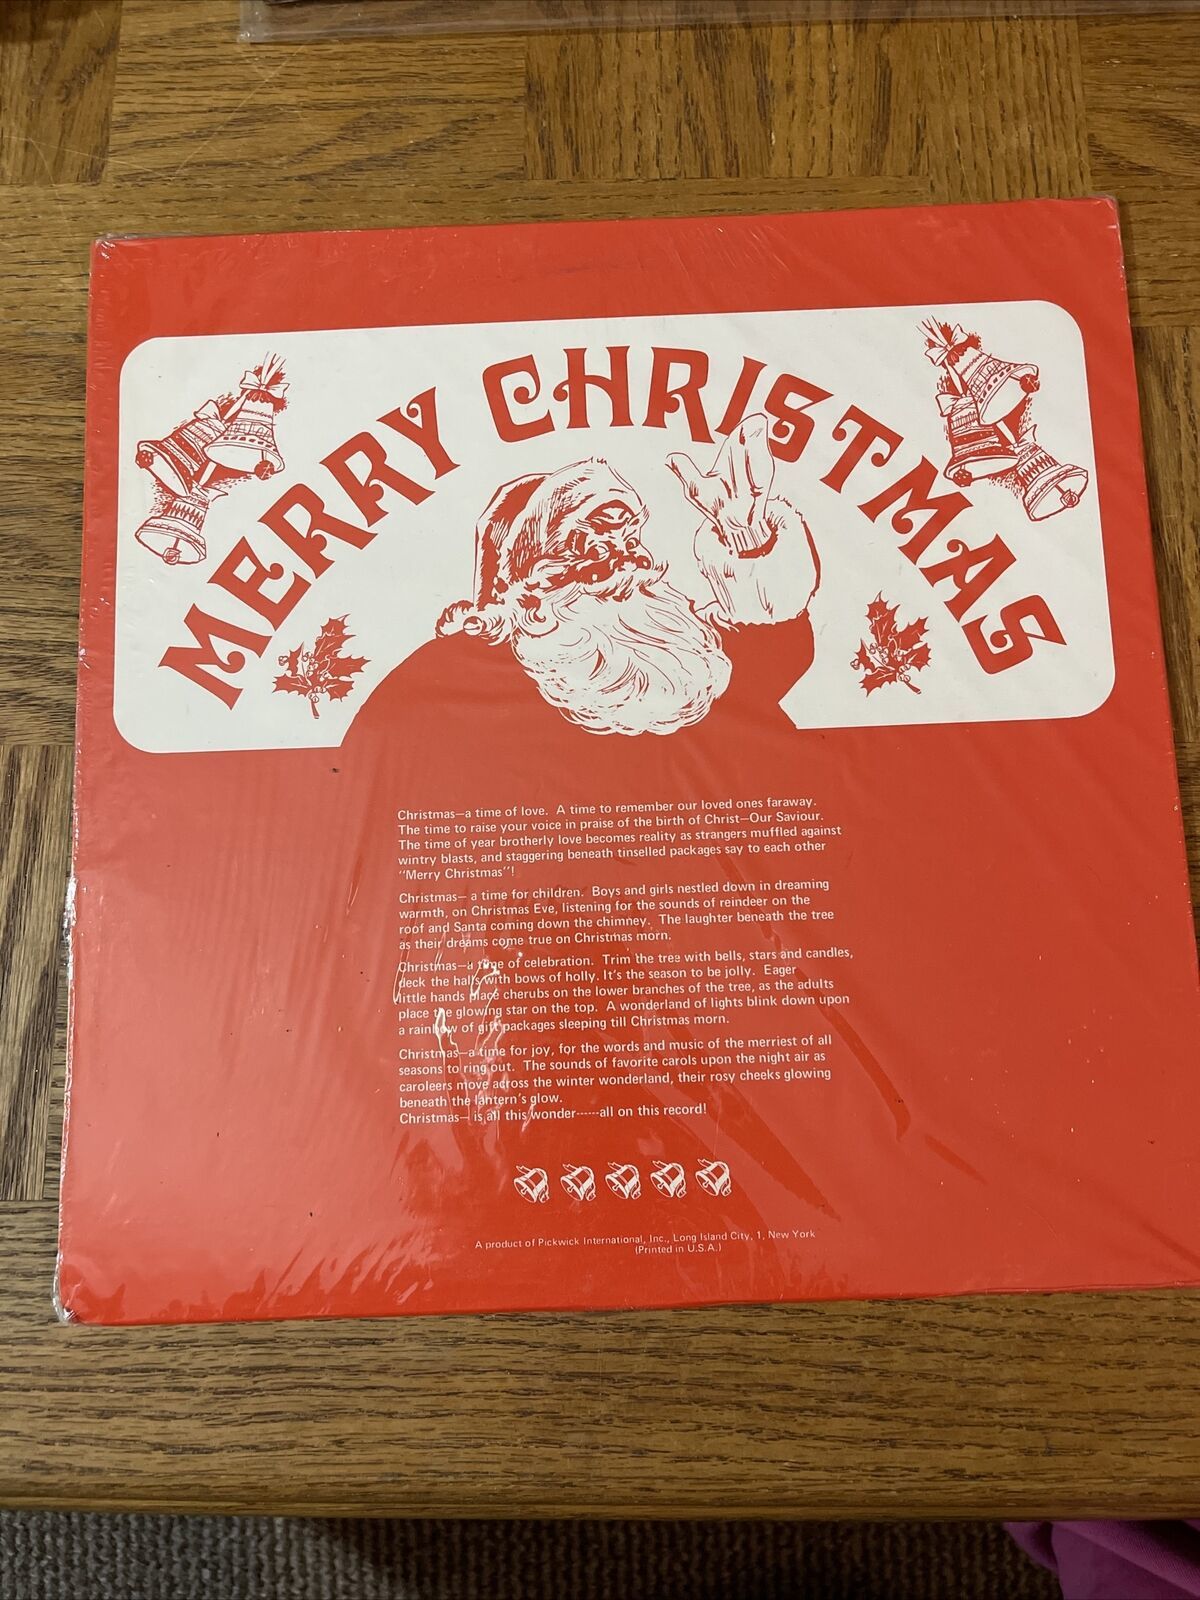 MERRY CHRISTMAS
Christmas—a time of love. A time to remember our loved ones faraway.
The time to raise your voice in praise of the birth of Christ—Our Saviour.
The time of year brotherly love becomes reality as strangers muffled against
wintry blasts, and staggering beneath tinselled packages say to each other
"Merry Christmas"!
Christmas— a time for children. Boys and girls nestled down in dreaming
warmth, on Christmas Eve, listening for the sounds of reindeer on the
roof and Santa coming down the chimney. The laughter beneath the tree
as their dreams come true on Christmas morn.
Christmas—a time of celebration. Trim the tree with bells, stars and candles,
deck the halls with bows of holly. It's the season to be jolly. Eager
little hands place cherubs on the lower branches of the tree, as the adults
place the glowing star on the top. A wonderland of lights blink down upon
a rainbow of gift packages sleeping till Christmas morn.
Christmas—a time for joy, for the words and music of the merriest of all
seasons to ring out. The sounds of favorite carols upon the night air as
caroleers move across the winter wonderland, their rosy cheeks glowing
beneath the lantern's glow.
Christmas— is all this wonder------all on this record!
A product of Pickwick International, Inc., Long Island City, 1, New York
(Printed in U.S.A.)